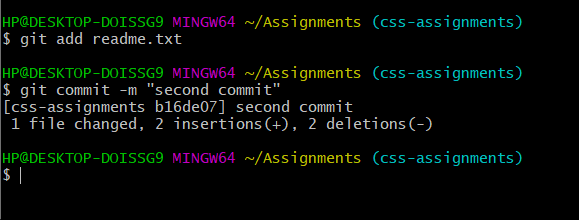 HP@DESKTOP-DOISSG9 MINGW64 ~/Assignments (css-assignments)
$ git add readme.txt
HP@DESKTOP-DOISSG9 MINGW64 ~/Assignments (css-assignments)
$ git commit -m "second commit"
[css-assignments b16de07] second commit
 1 file changed, 2 insertions(+), 2 deletions(-)
HP@DESKTOP-DOISSG9 MINGW64 ~/Assignments (css-assignments)
$